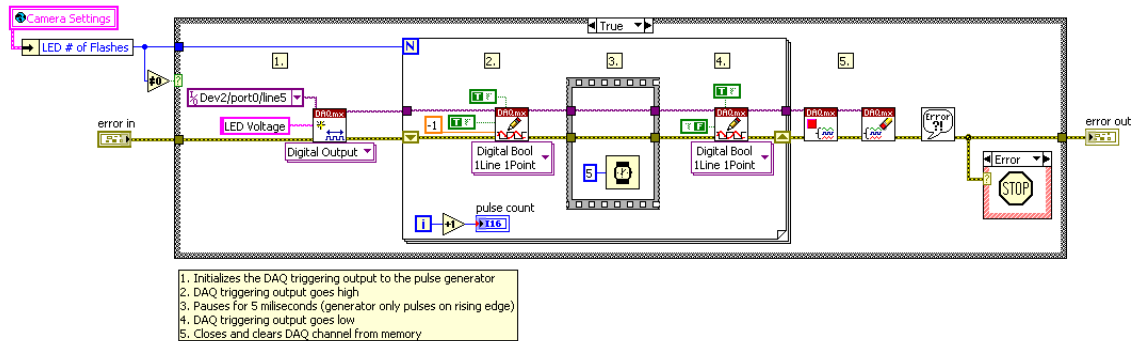 Camera Settings
LED # of Flashes
True
N
1.
2.
3.
4.
5.
≠0
?
Dev2/port0/line5
LED Voltage
DAQmx
Digital Output
T F
T F
-1
DAQmx
Digital Bool
1Line 1Point
5
T F
T F
DAQmx
Digital Bool
1Line 1Point
DAQmx
DAQmx
Error
?!
error in
error out
Error
?
STOP
i
+1
pulse count
I16
1. Initializes the DAQ triggering output to the pulse generator
2. DAQ triggering output goes high
3. Pauses for 5 miliseconds (generator only pulses on rising edge)
4. DAQ triggering output goes low
5. Closes and clears DAQ channel from memory